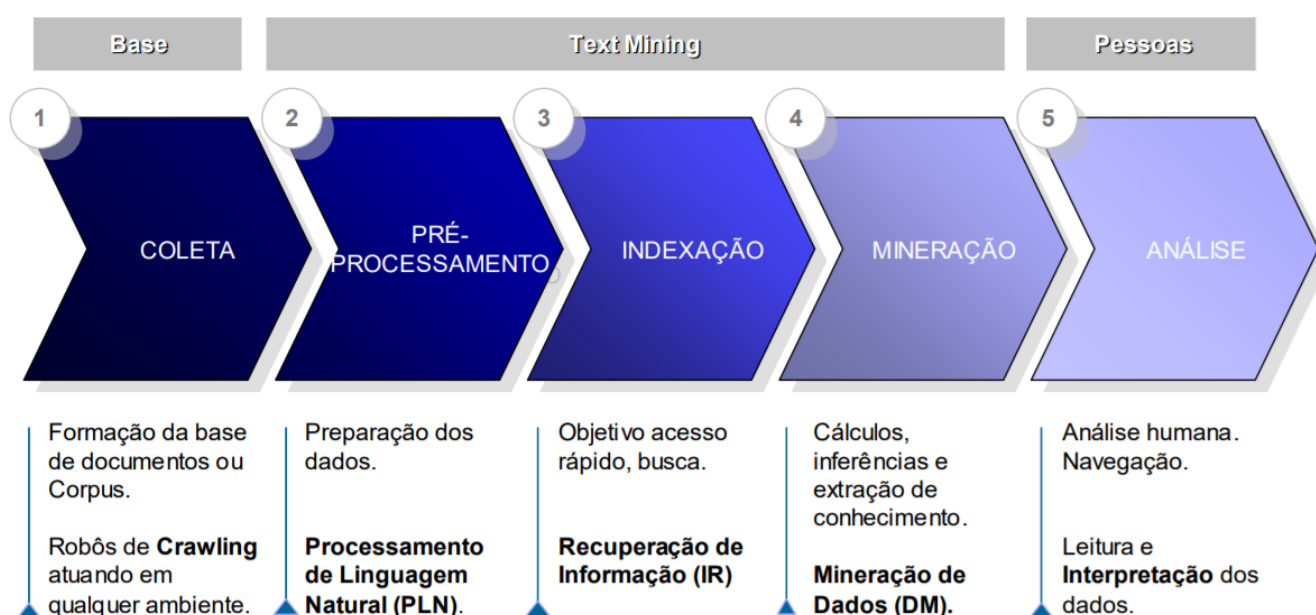 Base
Text Mining
Pessoas
1
2
3
4
5
COLETA
PRÉ-
PROCESSAMENTO
INDEXAÇÃO
MINERAÇÃO
ANÁLISE
Formação da base
de documentos ou
Corpus.
Robôs de Crawling
atuando em
qualquer ambiente.
Preparação dos
dados.
Processamento
de Linguagem
Natural (PLN).
Objetivo acesso
rápido, busca.
Recuperação de
Informação (IR)
Cálculos,
inferências e
extração de
conhecimento.
Mineração de
Dados (DM).
Análise humana.
Navegação.
Leitura e
Interpretação dos
dados.